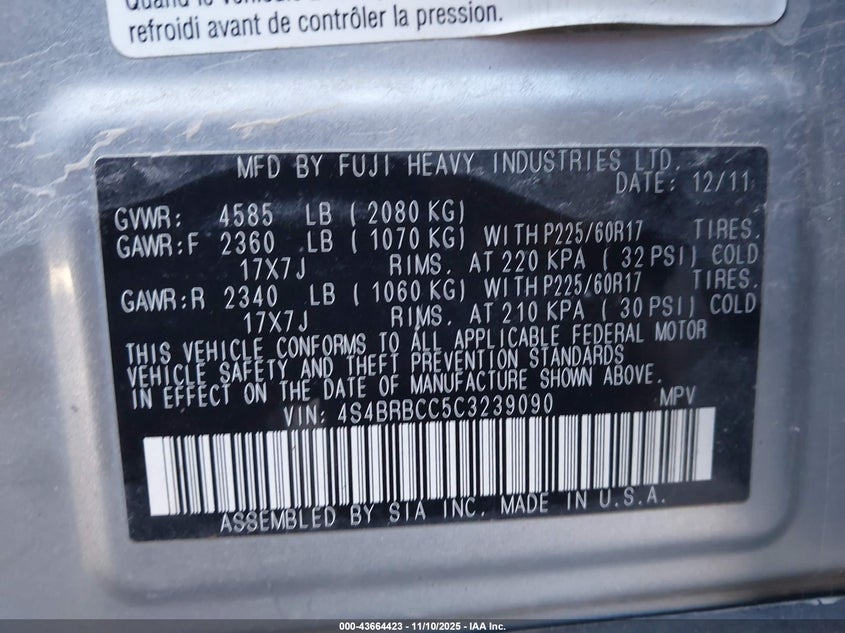 refroidi avant de contrôler la pression.
MFD BY FUJI HEAVY INDUSTRIES LTD.
DATE: 12/11
GVWR: 4585 LB (2080 KG)
GAWR:F 2360 LB (1070 KG) WITH P225/60R17 TIRES.
17X7J RIMS. AT 220 KPA (32 PSI) COLD
GAWR:R 2340 LB (1060 KG) WITH P225/60R17 TIRES.
17X7J RIMS. AT 210 KPA (30 PSI) COLD
THIS VEHICLE CONFORMS TO ALL APPLICABLE FEDERAL MOTOR
VEHICLE SAFETY AND THEFT PREVENTION STANDARDS
IN EFFECT ON THE DATE OF MANUFACTURE SHOWN ABOVE.
VIN: 4S4BRBCC5C3239090 MPV
ASSEMBLED BY SIA INC. MADE IN U.S.A.
000-43664423 - 11/10/2025 - IAA Inc.